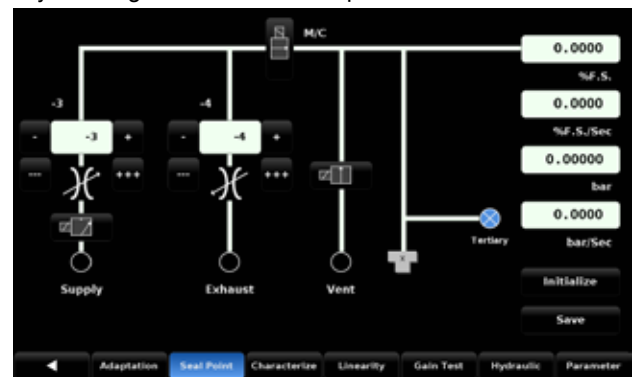 M/C
0.0000
%F.S.
-3
-4
0.0000
- -3 +
- -4 +
%F.S./Sec
0.00000
--- +++
--- +++
bar
0.0000
Tertiary
bar/Sec
x
Supply
Exhaust
Vent
Initialize
Save
◀ Adaptation Seal Point Characterize Linearity Gain Test Hydraulic Parameter